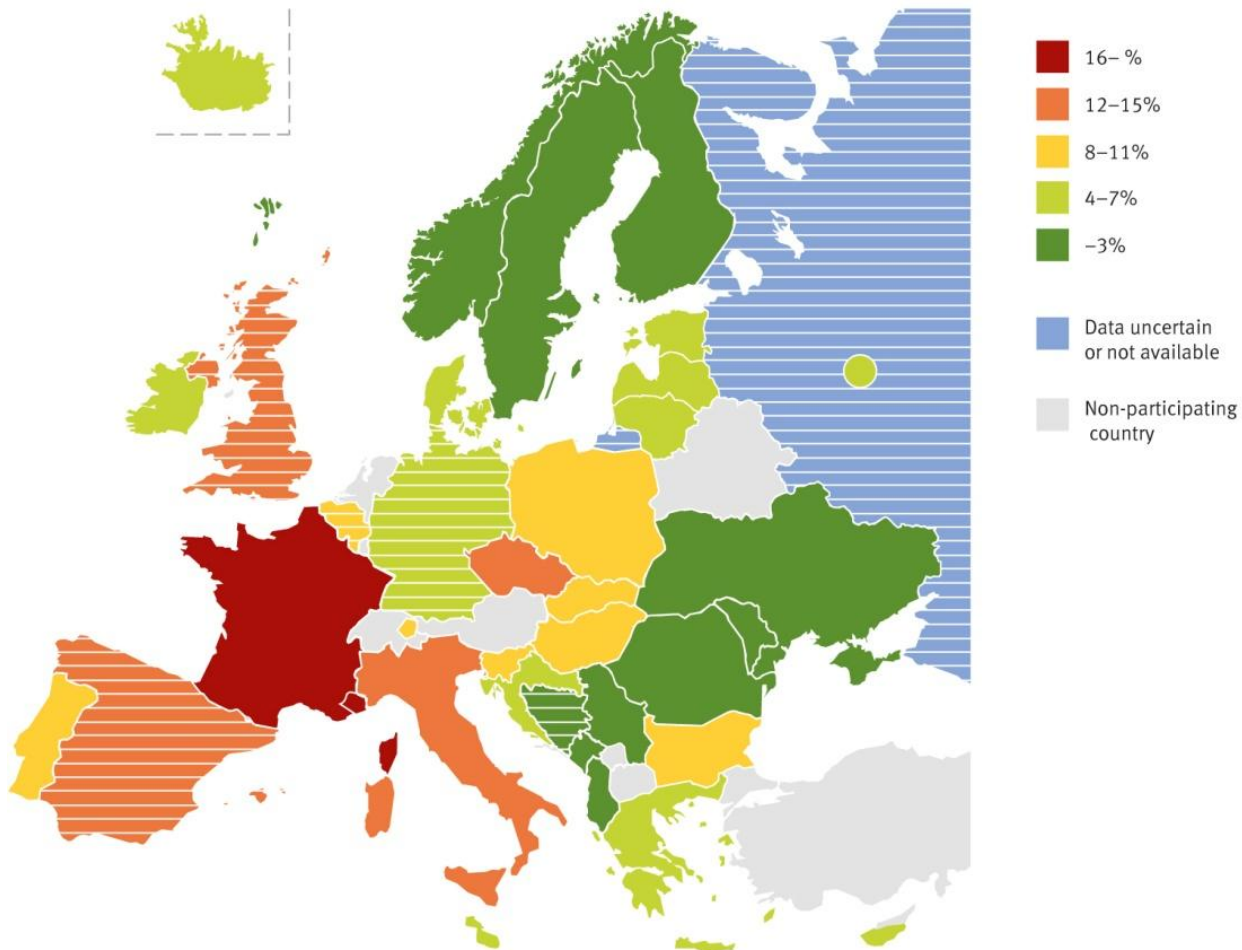 16– %
12–15%
8–11%
4–7%
–3%
Data uncertain
or not available
Non-participating
country